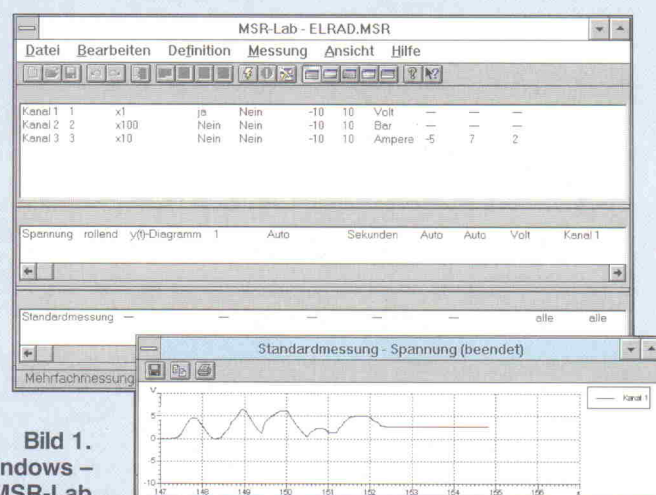 MSR-Lab - ELRAD.MSR
Datei Bearbeiten Definition Messung Ansicht Hilfe
Kanal 1 1 x1 ja Nein -10 10 Volt — — —
Kanal 2 2 x100 Nein Nein -10 10 Bar — — —
Kanal 3 3 x10 Nein Nein -10 10 Ampere -5 7 2
Spannung rollend y(t)-Diagramm 1 Auto Sekunden Auto Auto Volt Kanal 1
Standardmessung — — — — — alle alle
Mehrfachmessung
Standardmessung - Spannung (beendet)
V
Kanal 1
5
0
-10
147 148 149 150 151 152 153 154 155 156
Bild 1.
ndows –
MSR-Lab